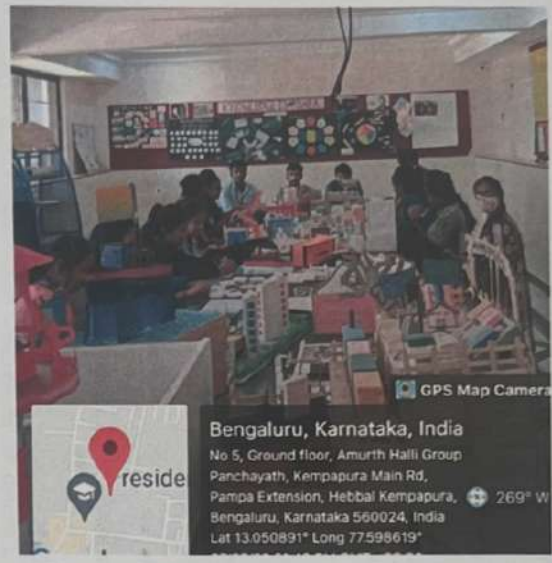 GPS Map Camera
reside
Bengaluru, Karnataka, India
No 5, Ground floor, Amurth Halli Group
Panchayath, Kempapura Main Rd,
Pampa Extension, Hebbal Kempapura,
269° W
Bengaluru, Karnataka 560024, India
Lat 13.050891° Long 77.598619°